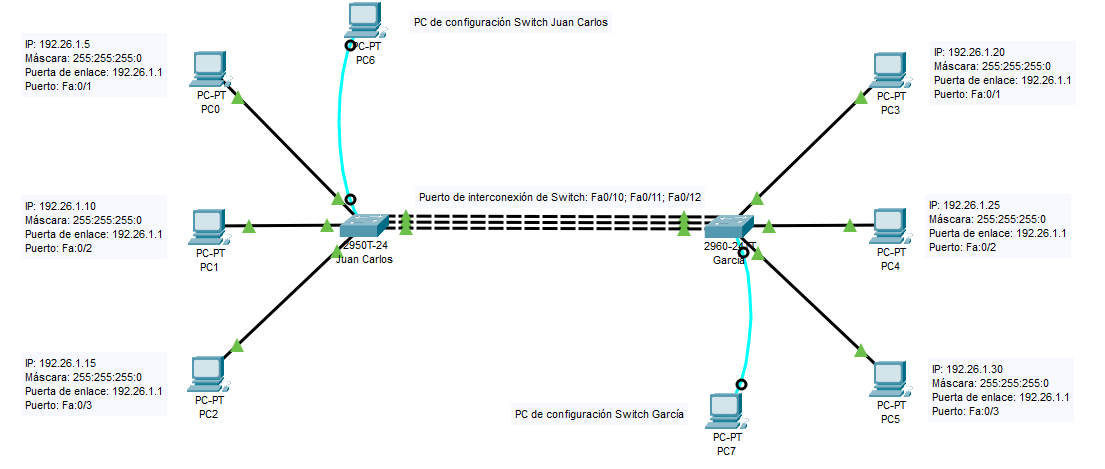 PC-PT
PC6
PC de configuración Switch Juan Carlos
IP: 192.26.1.5
Máscara: 255:255:255:0
Puerta de enlace: 192.26.1.1
Puerto: Fa:0/1
PC-PT
PC0
IP: 192.26.1.20
Máscara: 255:255:255:0
Puerta de enlace: 192.26.1.1
Puerto: Fa:0/1
PC-PT
PC3
IP: 192.26.1.10
Máscara: 255:255:255:0
Puerta de enlace: 192.26.1.1
Puerto: Fa:0/2
PC-PT
PC1
Puerto de interconexión de Switch: Fa0/10; Fa0/11; Fa0/12
2950T-24
Juan Carlos
García
IP: 192.26.1.25
Máscara: 255:255:255:0
Puerta de enlace: 192.26.1.1
Puerto: Fa:0/2
PC-PT
PC4
IP: 192.26.1.15
Máscara: 255:255:255:0
Puerta de enlace: 192.26.1.1
Puerto: Fa:0/3
PC-PT
PC2
PC de configuración Switch García
PC-PT
PC7
IP: 192.26.1.30
Máscara: 255:255:255:0
Puerta de enlace: 192.26.1.1
Puerto: Fa:0/3
PC-PT
PC5